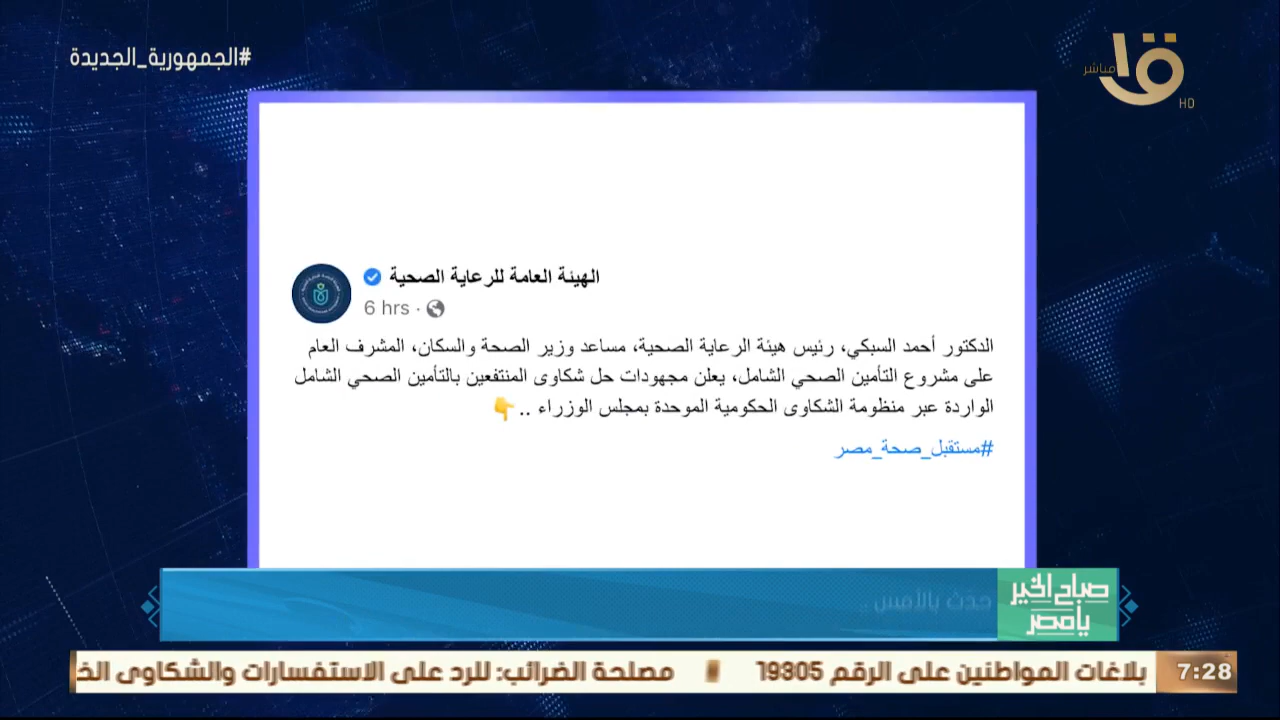 #الجمهورية_الجديدة
مباشر
HD
الهيئة العامة للرعاية الصحية
6 hrs ·
الدكتور أحمد السبكي، رئيس هيئة الرعاية الصحية، مساعد وزير الصحة والسكان، المشرف العام
على مشروع التأمين الصحي الشامل، يعلن مجهودات حل شكاوى المنتفعين بالتأمين الصحي الشامل
الواردة عبر منظومة الشكاوى الحكومية الموحدة بمجلس الوزراء .. 👇
#مستقبل_صحة_مصر
صباح الخير
يا مصر
حدث بالأمس ..
7:28
بلاغات المواطنين على الرقم 19805
مصلحة الضرائب: للرد على الاستفسارات والشكاوى